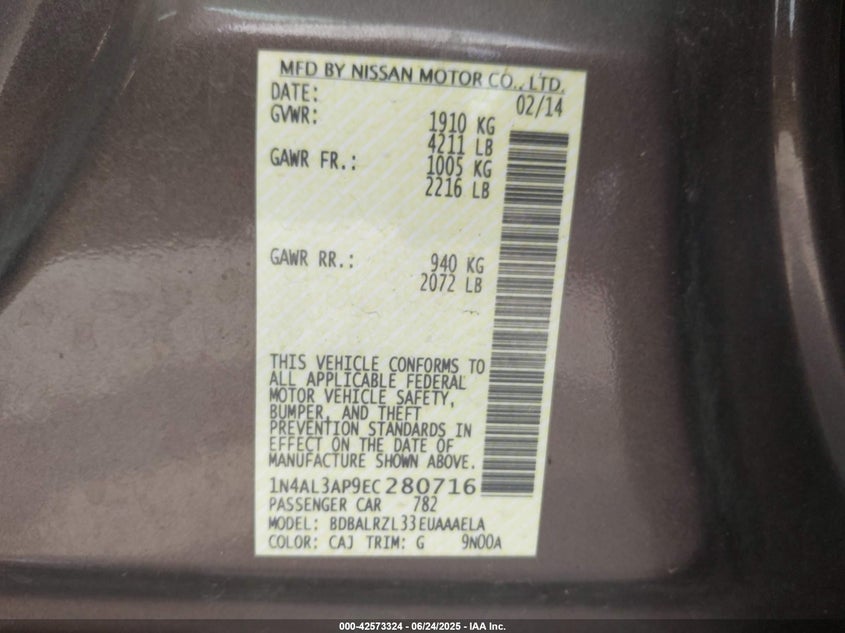 MFD BY NISSAN MOTOR CO., LTD.
DATE: 02/14
GVWR: 1910 KG
4211 LB
GAWR FR.: 1005 KG
2216 LB
GAWR RR.: 940 KG
2072 LB
THIS VEHICLE CONFORMS TO
ALL APPLICABLE FEDERAL
MOTOR VEHICLE SAFETY,
BUMPER, AND THEFT
PREVENTION STANDARDS IN
EFFECT ON THE DATE OF
MANUFACTURE SHOWN ABOVE.
1N4AL3AP9EC280716
PASSENGER CAR 782
MODEL: BDBALRZL33EUAAAELA
COLOR: CAJ TRIM: G 9N00A
000-42573324 - 06/24/2025 - IAA Inc.